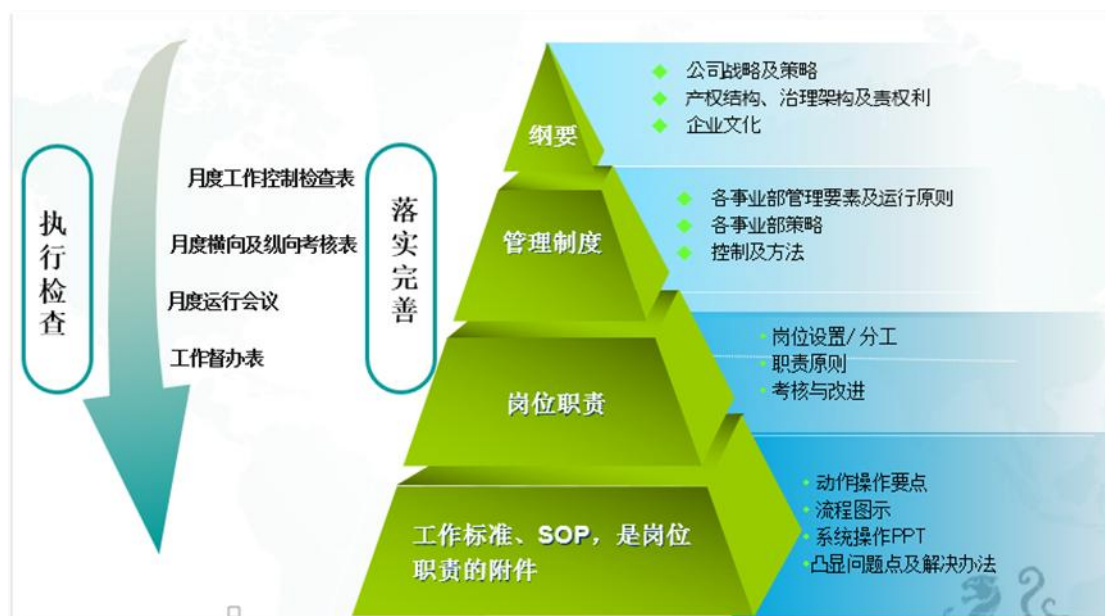 执行检查
月度工作控制检查表
月度横向及纵向考核表
月度运行会议
工作督办表
落实完善
纲要
公司战略及策略
产权结构、治理架构及责权利
企业文化
管理制度
各事业部管理要素及运行原则
各事业部策略
控制及方法
岗位职责
岗位设置/分工
职责原则
考核与改进
工作标准、SOP，是岗位
职责的附件
动作操作要点
流程图示
系统操作PPT
凸显问题点及解决办法